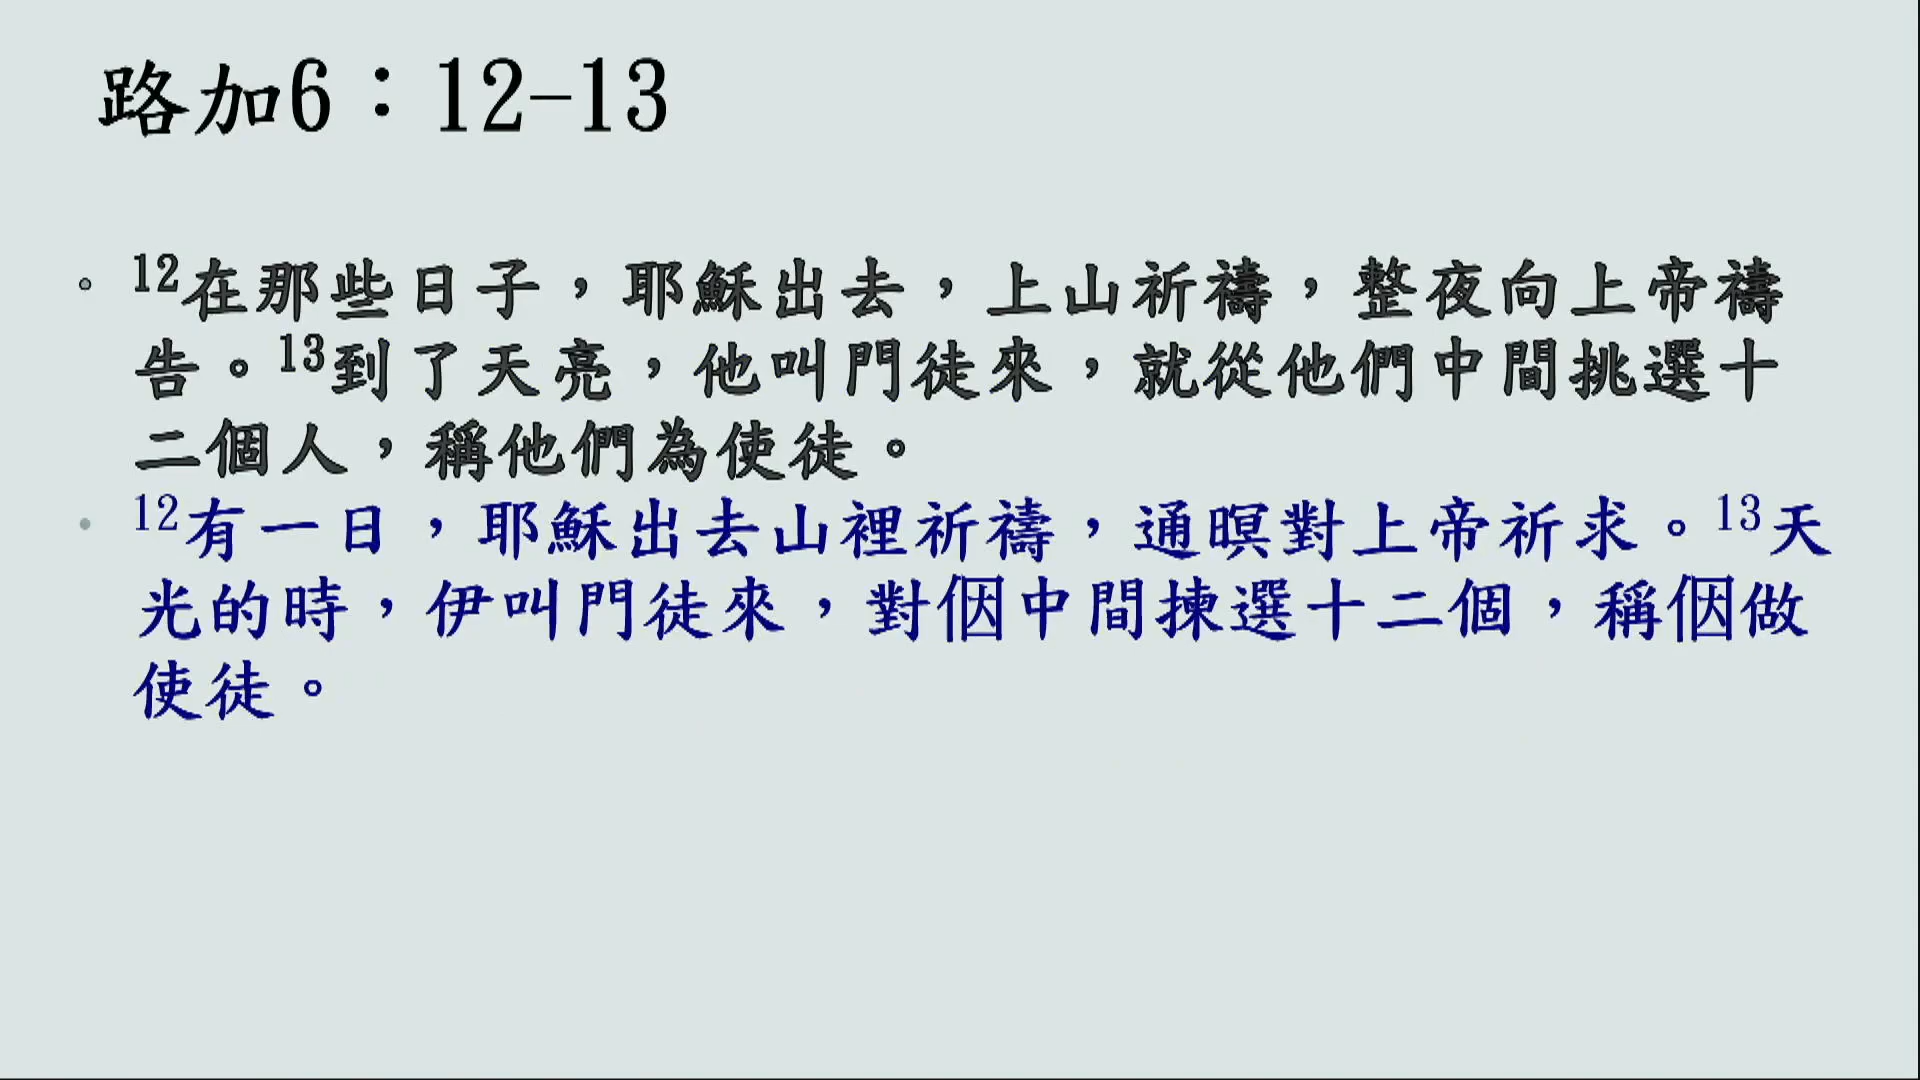 路加6：12-13
• 12在那些日子，耶穌出去，上山祈禱，整夜向上帝禱
告。13到了天亮，他叫門徒來，就從他們中間挑選十
二個人，稱他們為使徒。
• 12有一日，耶穌出去山裡祈禱，通暝對上帝祈求。13天
光的時，伊叫門徒來，對𪜶中間揀選十二個，稱𪜶做
使徒。